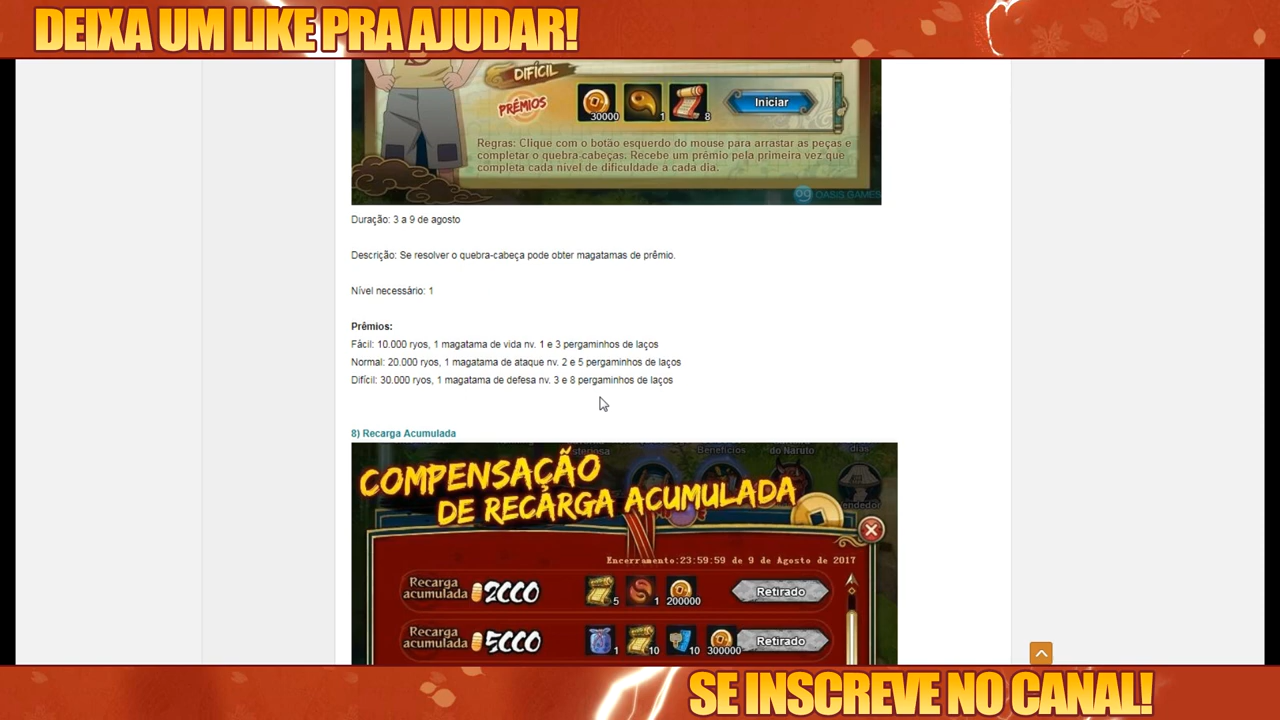 DEIXA UM LIKE PRA AJUDAR!
DIFÍCIL
PRÊMIOS
30000
1
8
Iniciar
Regras: Clique com o botão esquerdo do mouse para arrastar as peças e
completar o quebra-cabeças. Recebe um prêmio pela primeira vez que
completa cada nível de dificuldade a cada dia.
OASIS GAMES
Duração: 3 a 9 de agosto
Descrição: Se resolver o quebra-cabeça pode obter magatamas de prêmio.
Nível necessário: 1
Prêmios:
Fácil: 10.000 ryos, 1 magatama de vida nv. 1 e 3 pergaminhos de laços
Normal: 20.000 ryos, 1 magatama de ataque nv. 2 e 5 pergaminhos de laços
Difícil: 30.000 ryos, 1 magatama de defesa nv. 3 e 8 pergaminhos de laços
8) Recarga Acumulada
Benefícios
do Naruto
dias
COMPENSAÇÃO
DE RECARGA ACUMULADA
Encerramento:23:59:59 de 9 de Agosto de 2017
Recarga
acumulada 2000
5
1
200000
Retirado
Recarga
acumulada 5000
1
10
10
300000
Retirado
SE INSCREVE NO CANAL!